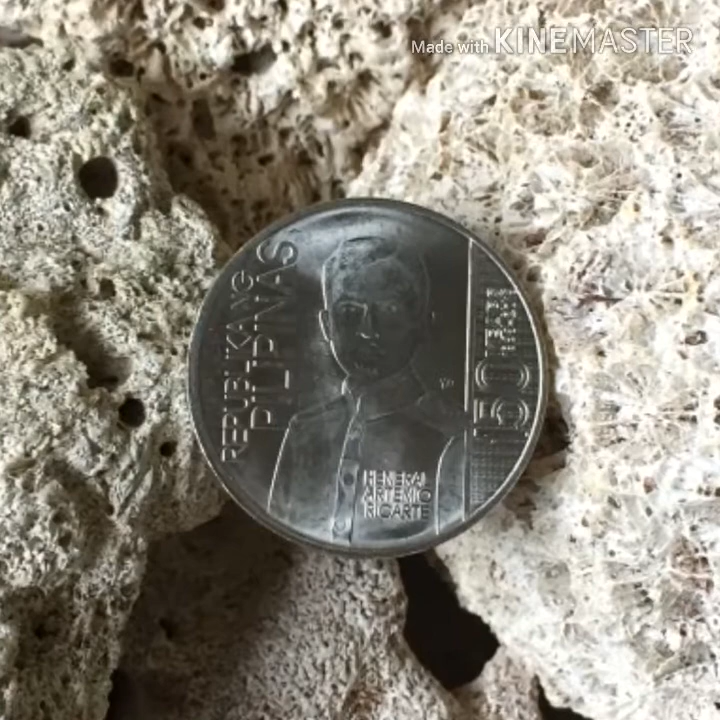 Made with KINEMASTER
REPUBLIKA NG
PILIPINAS
HENERAL
ARTEMIO
RICARTE
150